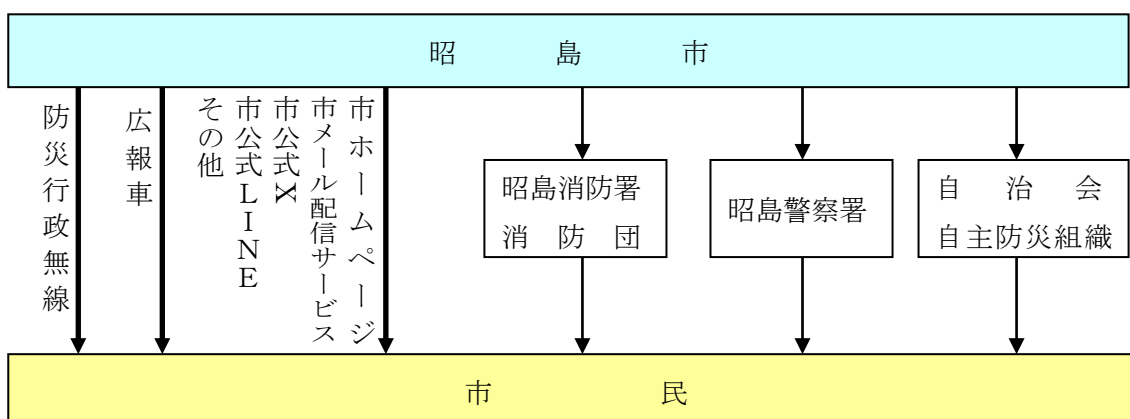 昭島市
防災行政無線
広報車
市ホームページ
市メール配信サービス
市公式X
市公式LINE
その他
昭島消防署
消防団
昭島警察署
自治会
自主防災組織
市民